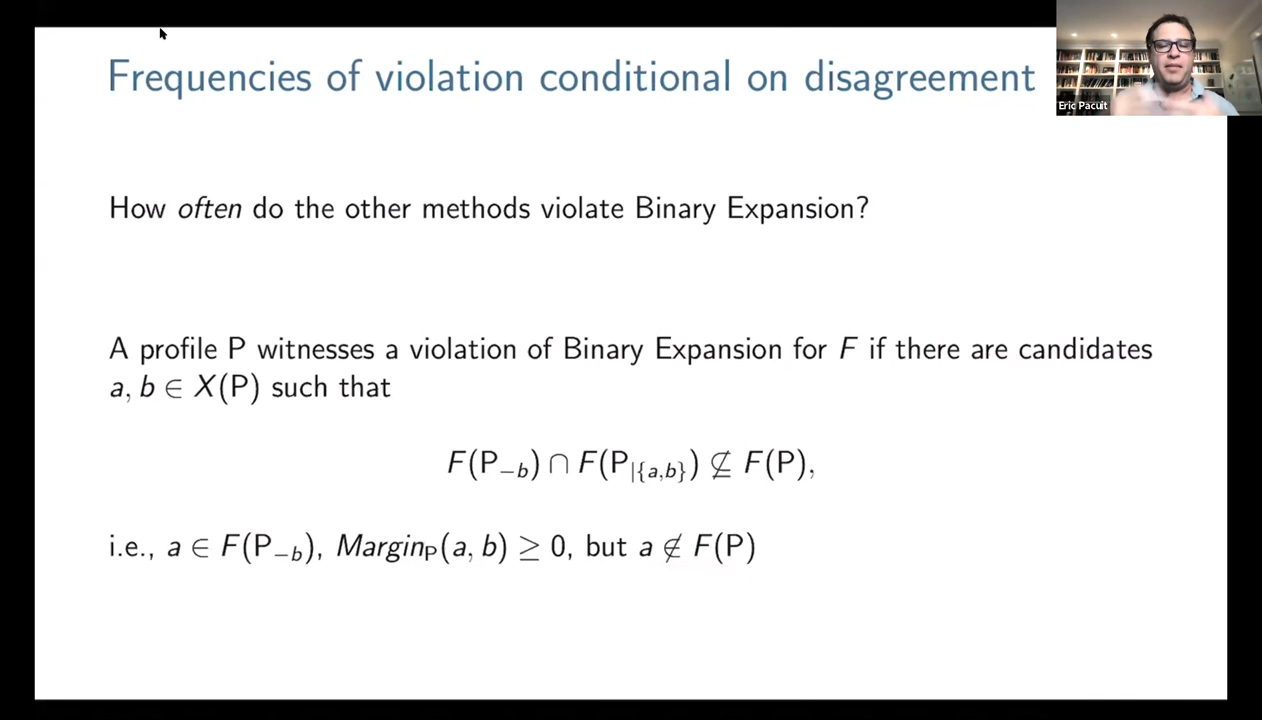 Frequencies of violation conditional on disagreement
Eric Pacuit
How often do the other methods violate Binary Expansion?
A profile P witnesses a violation of Binary Expansion for F if there are candidates
a, b ∈ X(P) such that
F(P₋b) ∩ F(P|{a,b}) ⊈ F(P),
i.e., a ∈ F(P₋b), MarginP(a, b) ≥ 0, but a ∉ F(P)